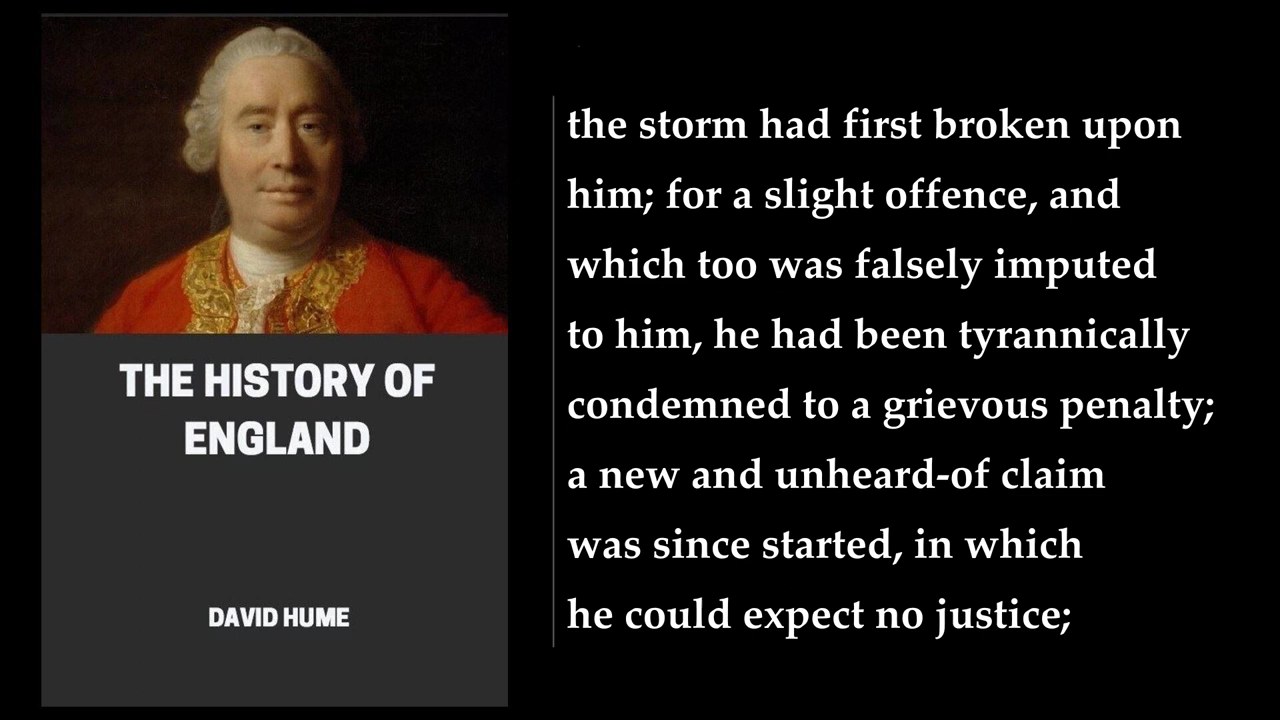 THE HISTORY OF
ENGLAND
DAVID HUME
the storm had first broken upon
him; for a slight offence, and
which too was falsely imputed
to him, he had been tyrannically
condemned to a grievous penalty;
a new and unheard-of claim
was since started, in which
he could expect no justice;